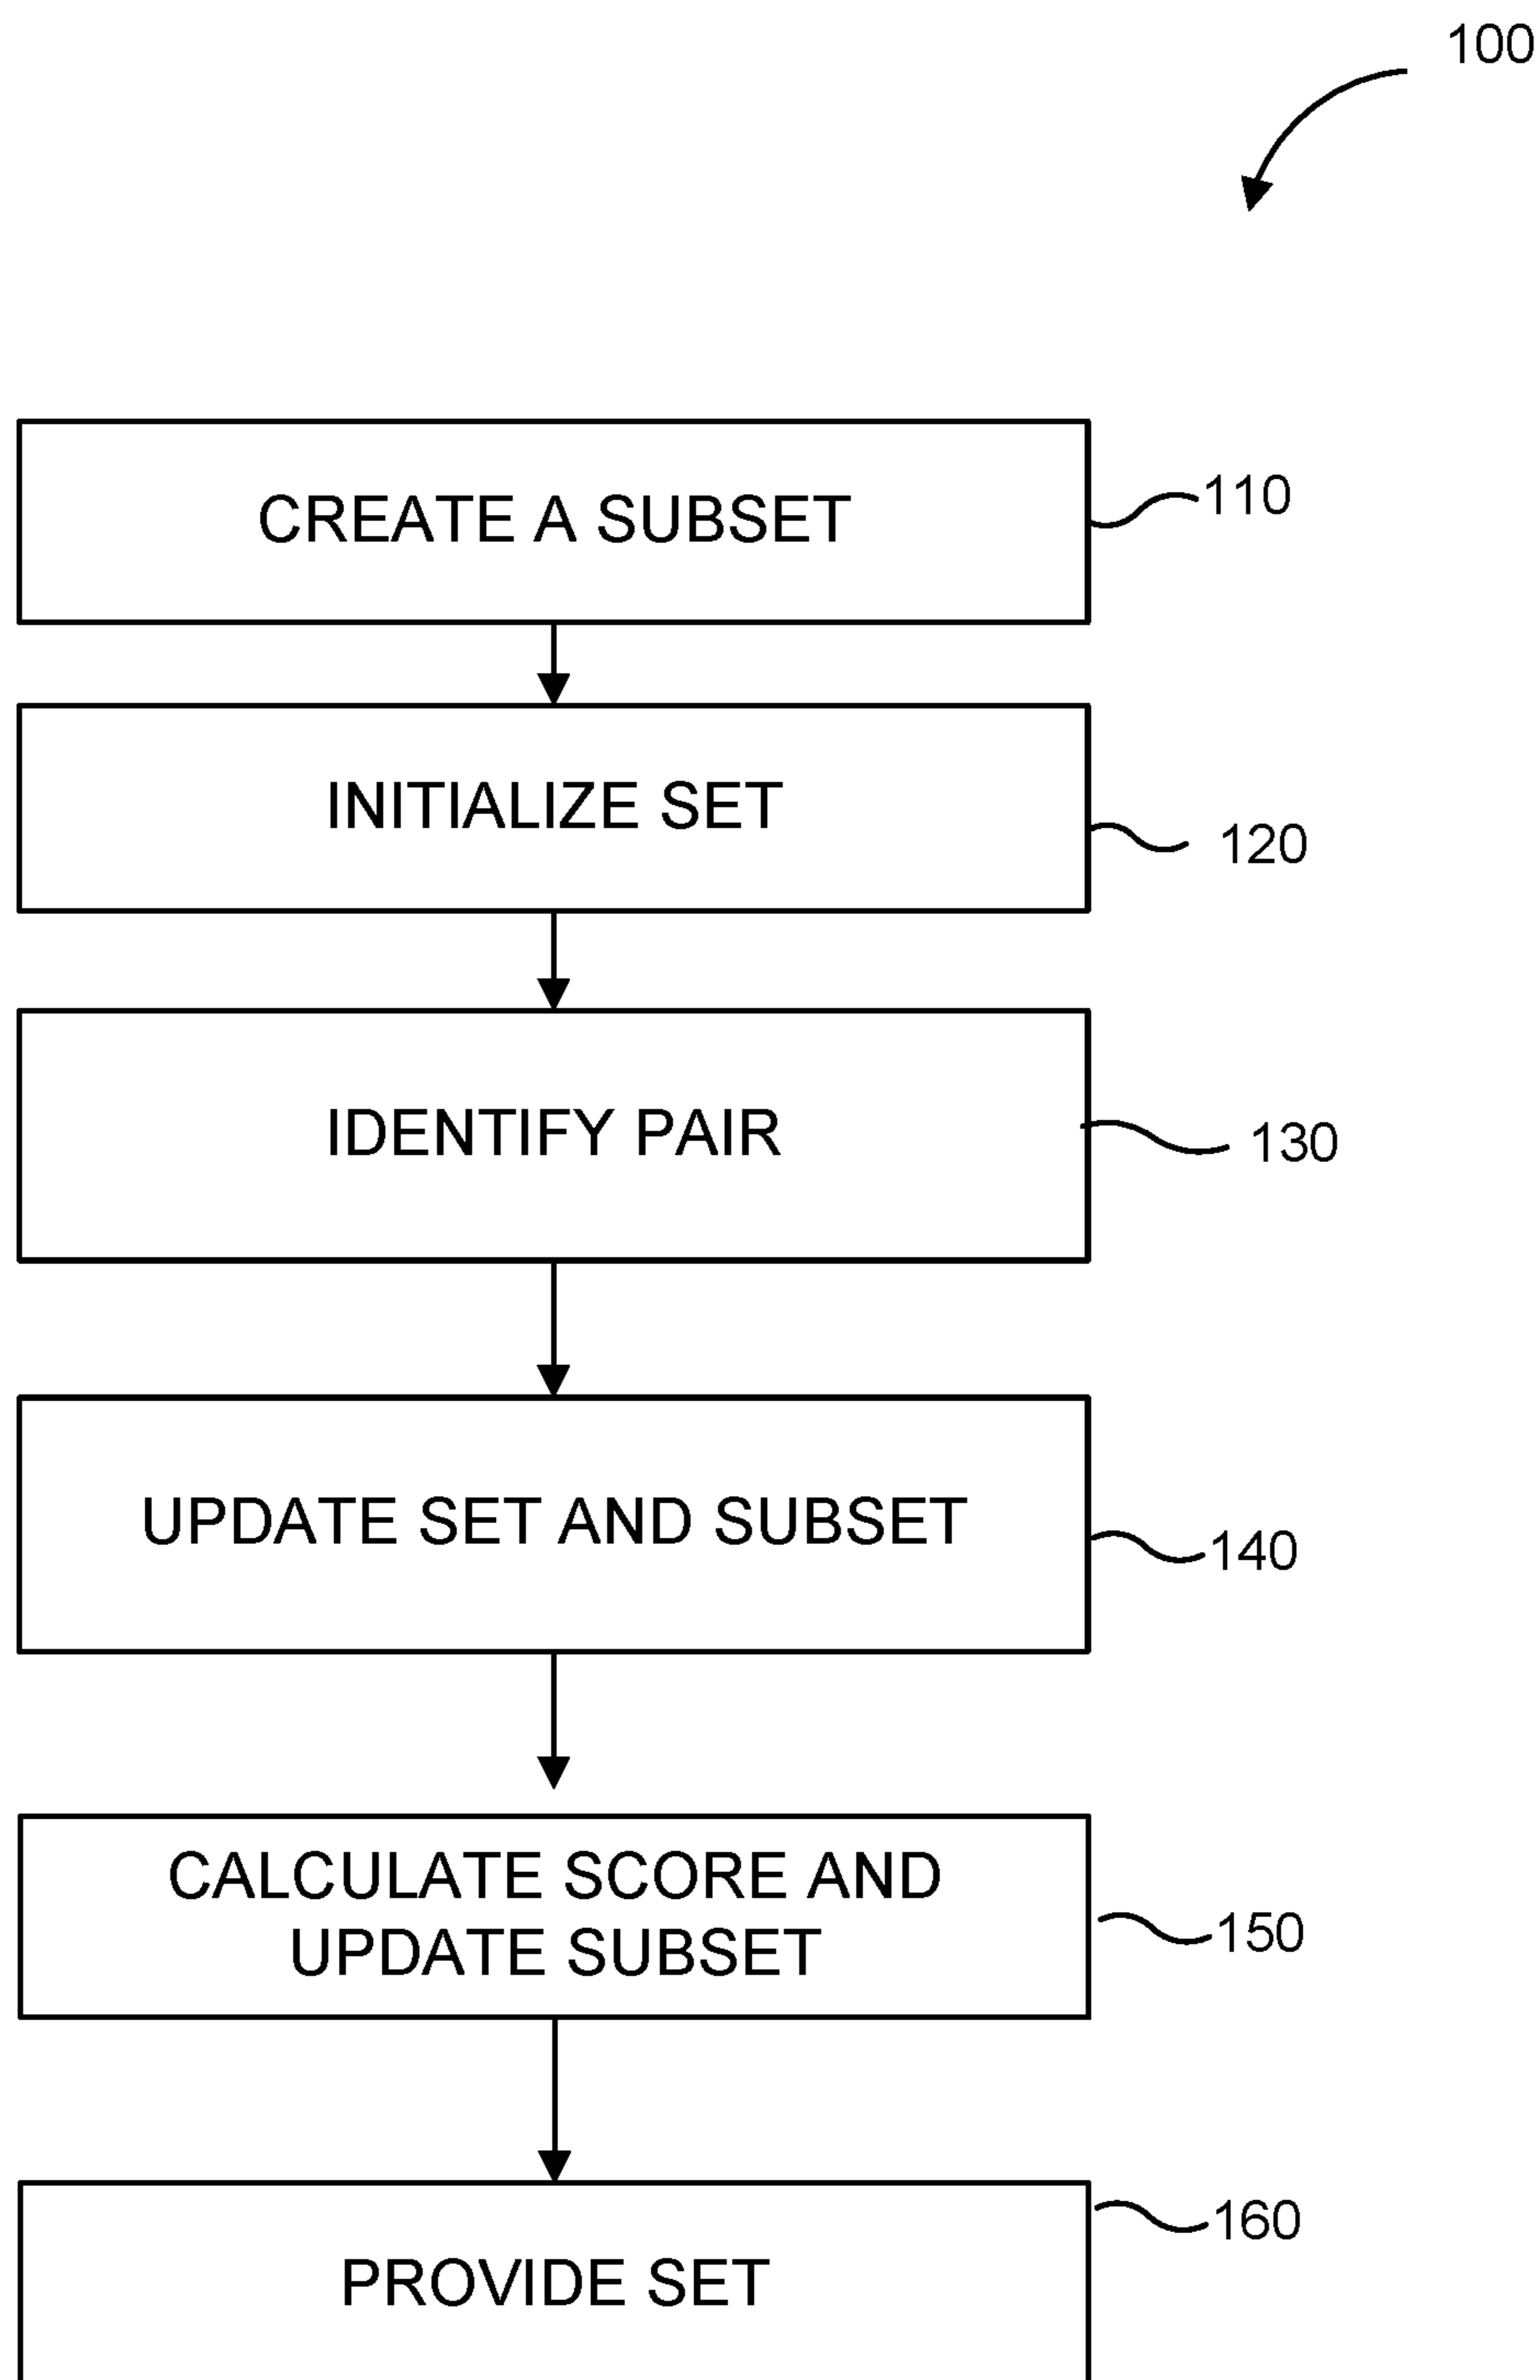 100
CREATE A SUBSET
110
INITIALIZE SET
120
IDENTIFY PAIR
130
UPDATE SET AND SUBSET
140
CALCULATE SCORE AND
UPDATE SUBSET
150
160
PROVIDE SET